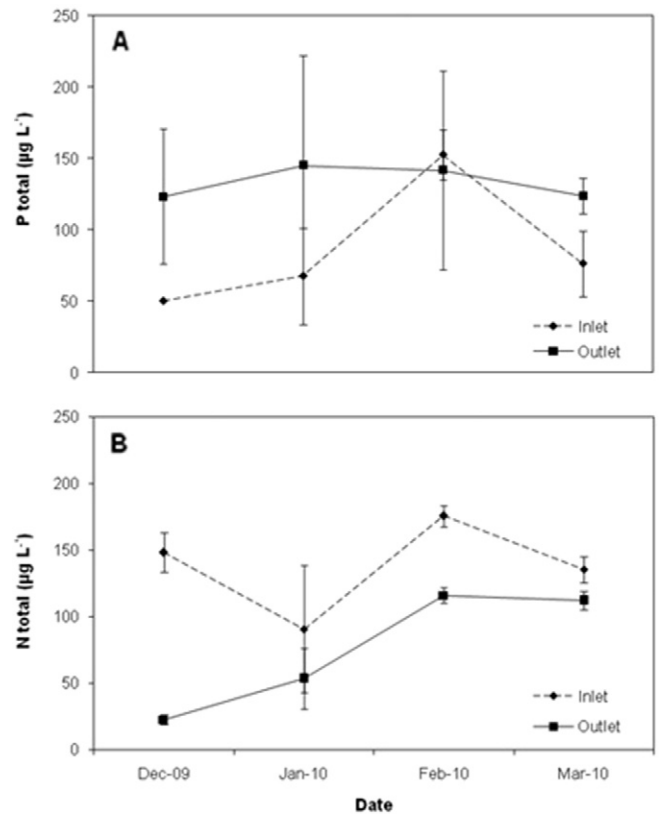 A
250
200
150
100
50
0
P total (µg L⁻¹)
Inlet
Outlet
B
250
200
150
100
50
0
N total (µg L⁻¹)
Inlet
Outlet
Dec-09 Jan-10 Feb-10 Mar-10
Date